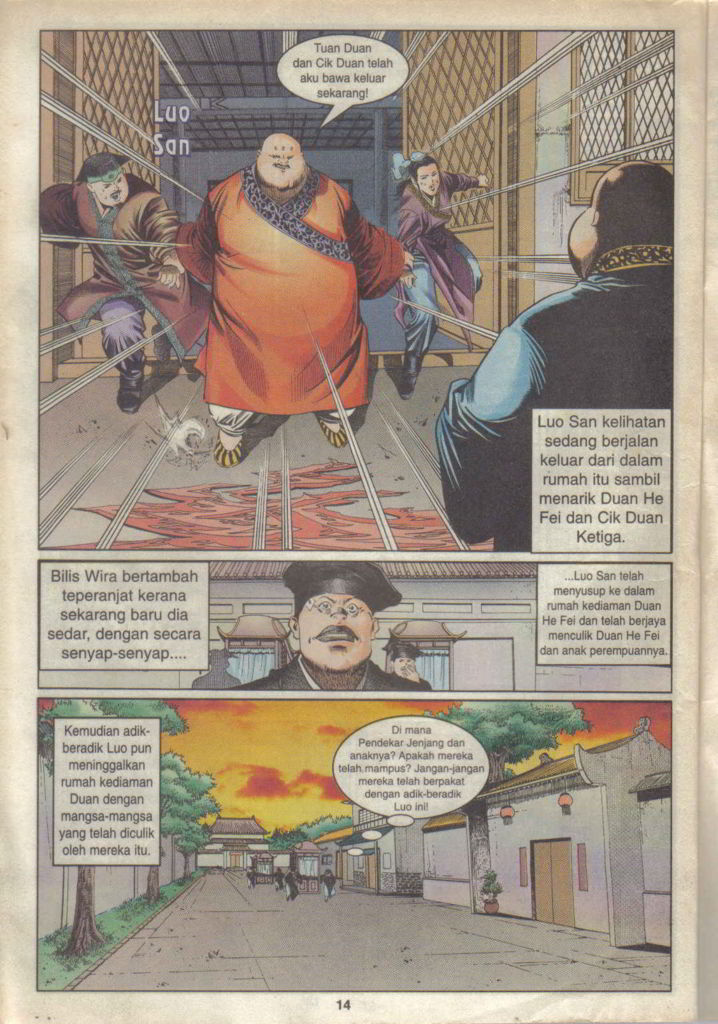 Tuan Duan
dan Cik Duan telah
aku bawa keluar
sekarang!
Luo
San
Luo San kelihatan
sedang berjalan
keluar dari dalam
rumah itu sambil
menarik Duan He
Fei dan Cik Duan
Ketiga.
Bilis Wira bertambah
teperanjat kerana
sekarang baru dia
sedar, dengan secara
senyap-senyap....
...Luo San telah
menyusup ke dalam
rumah kediaman Duan
He Fei dan telah berjaya
menculik Duan He Fei
dan anak perempuannya.
Kemudian adik-
beradik Luo pun
meninggalkan
rumah kediaman
Duan dengan
mangsa-mangsa
yang telah diculik
oleh mereka itu.
Di mana
Pendekar Jenjang dan
anaknya? Apakah mereka
telah mampus? Jangan-jangan
mereka telah berpakat
dengan adik-beradik
Luo ini!
14